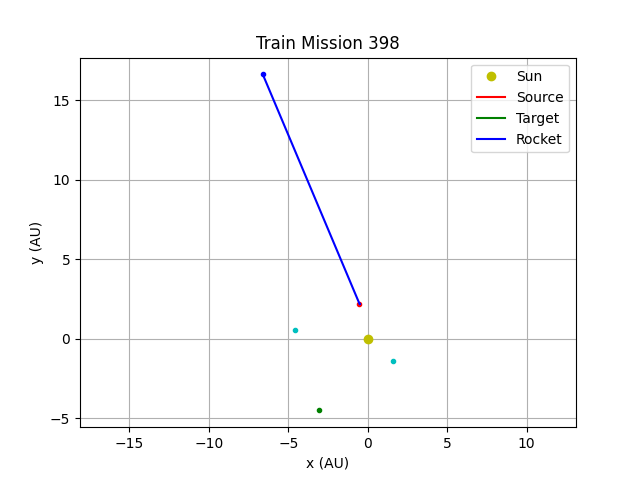 Train Mission 398
Sun
Source
Target
Rocket
y (AU)
15
10
5
0
−5
−15
−10
−5
0
5
10
x (AU)